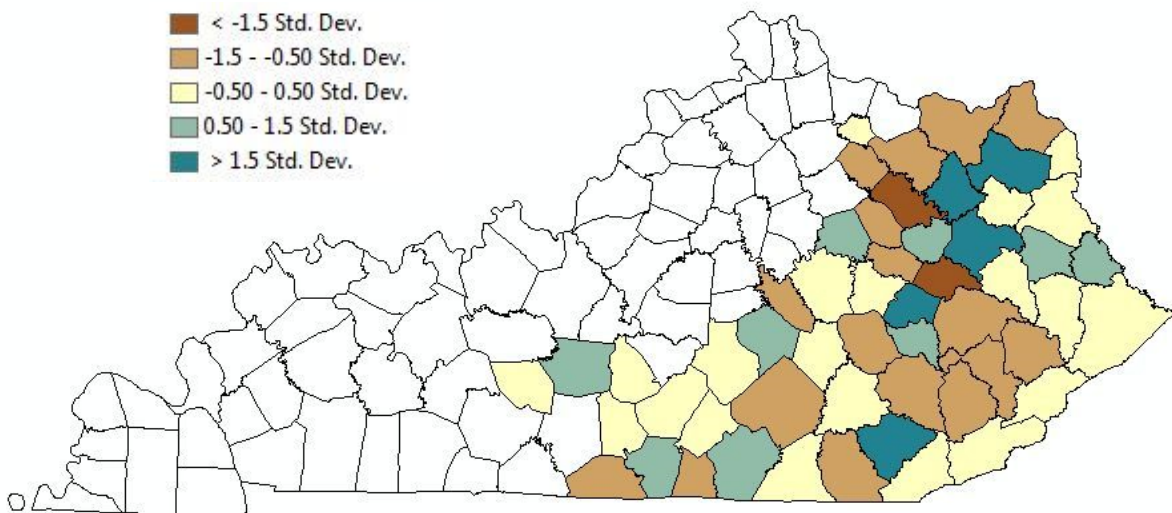 < -1.5 Std. Dev.
-1.5 - -0.50 Std. Dev.
-0.50 - 0.50 Std. Dev.
0.50 - 1.5 Std. Dev.
> 1.5 Std. Dev.